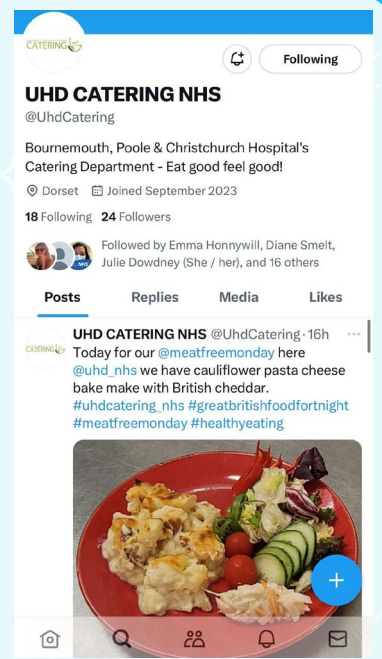 CATERING
Following
UHD CATERING NHS
@UhdCatering
Bournemouth, Poole & Christchurch Hospital's
Catering Department - Eat good feel good!
Dorset Joined September 2023
18 Following 24 Followers
NHS
Followed by Emma Honnywill, Diane Smelt,
Julie Dowdney (She / her), and 16 others
Posts Replies Media Likes
UHD CATERING NHS @UhdCatering · 16h
CATERING
Today for our @meatfreemonday here
@uhd_nhs we have cauliflower pasta cheese
bake make with British cheddar.
#uhdcatering_nhs #greatbritishfoodfortnight
#meatfreemonday #healthyeating